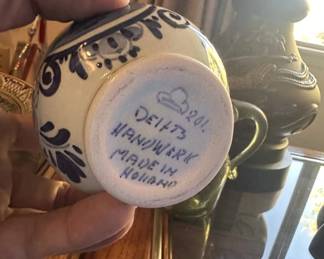 201.
DELFTS
HANDWERK
MADE IN
HOLLAND